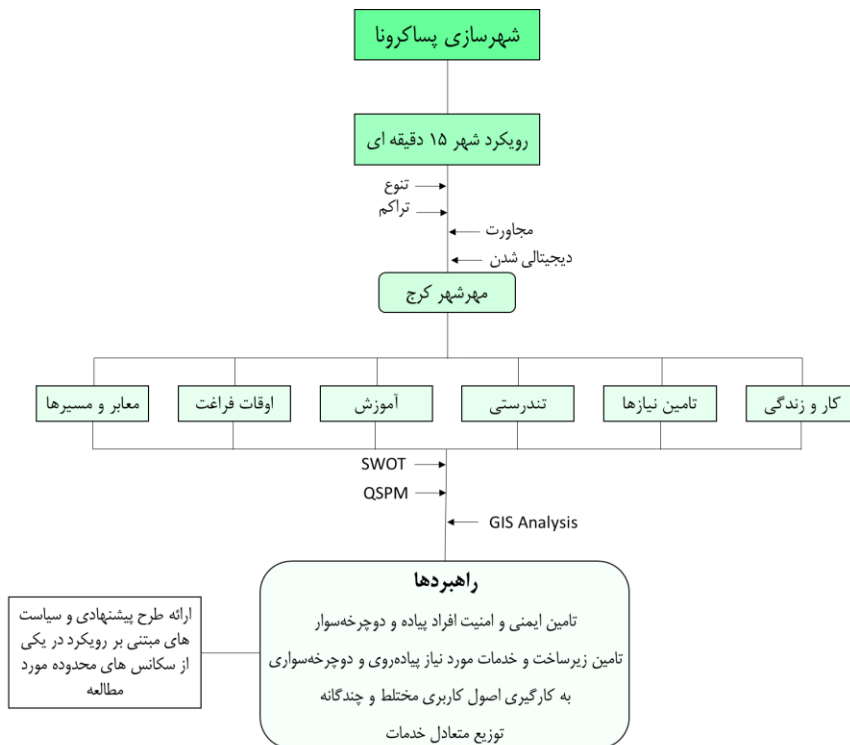 شهرسازی پساکرونا
رویکرد شهر ۱۵ دقیقه ای
تنوع
تراکم
مجاورت
دیجیتالی شدن
مهرشهر کرج
کار و زندگی
تامین نیازها
تندرستی
آموزش
اوقات فراغت
معابر و مسیرها
SWOT
QSPM
GIS Analysis
راهبردها
تامین ایمنی و امنیت افراد پیاده و دوچرخه‌سوار
تامین زیرساخت و خدمات مورد نیاز پیاده‌روی و دوچرخه‌سواری
به کارگیری اصول کاربری مختلط و چندگانه
توزیع متعادل خدمات
ارائه طرح پیشنهادی و سیاست
های مبتنی بر رویکرد در یکی
از سکانس های محدوده مورد
مطالعه